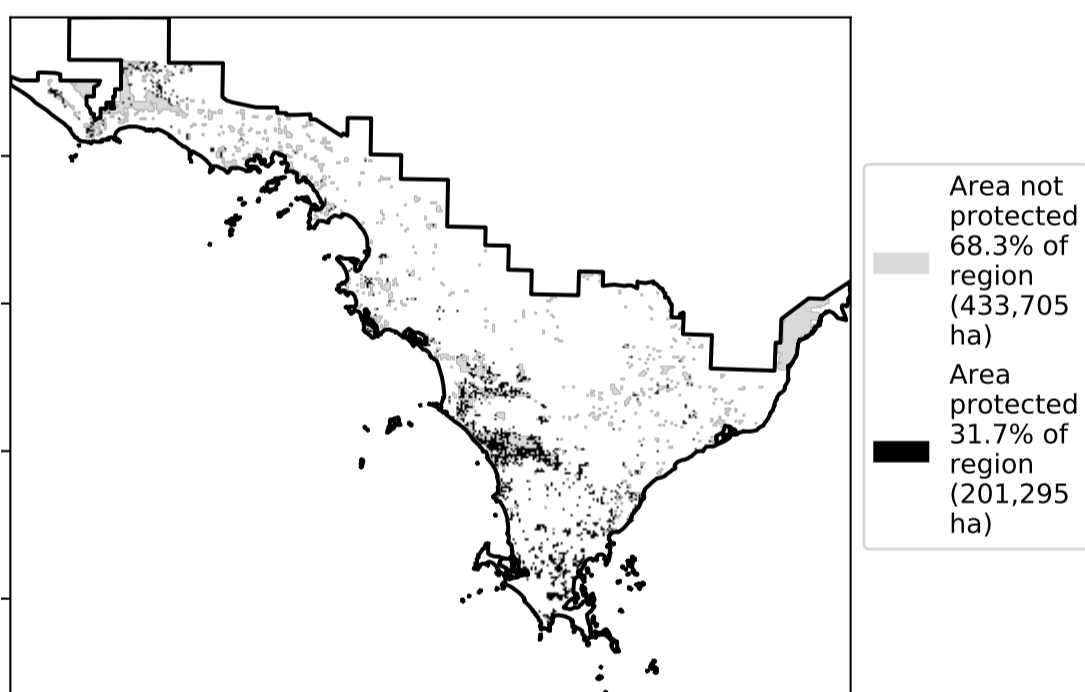 Area not
protected
68.3% of
region
(433,705
ha)
Area
protected
31.7% of
region
(201,295
ha)